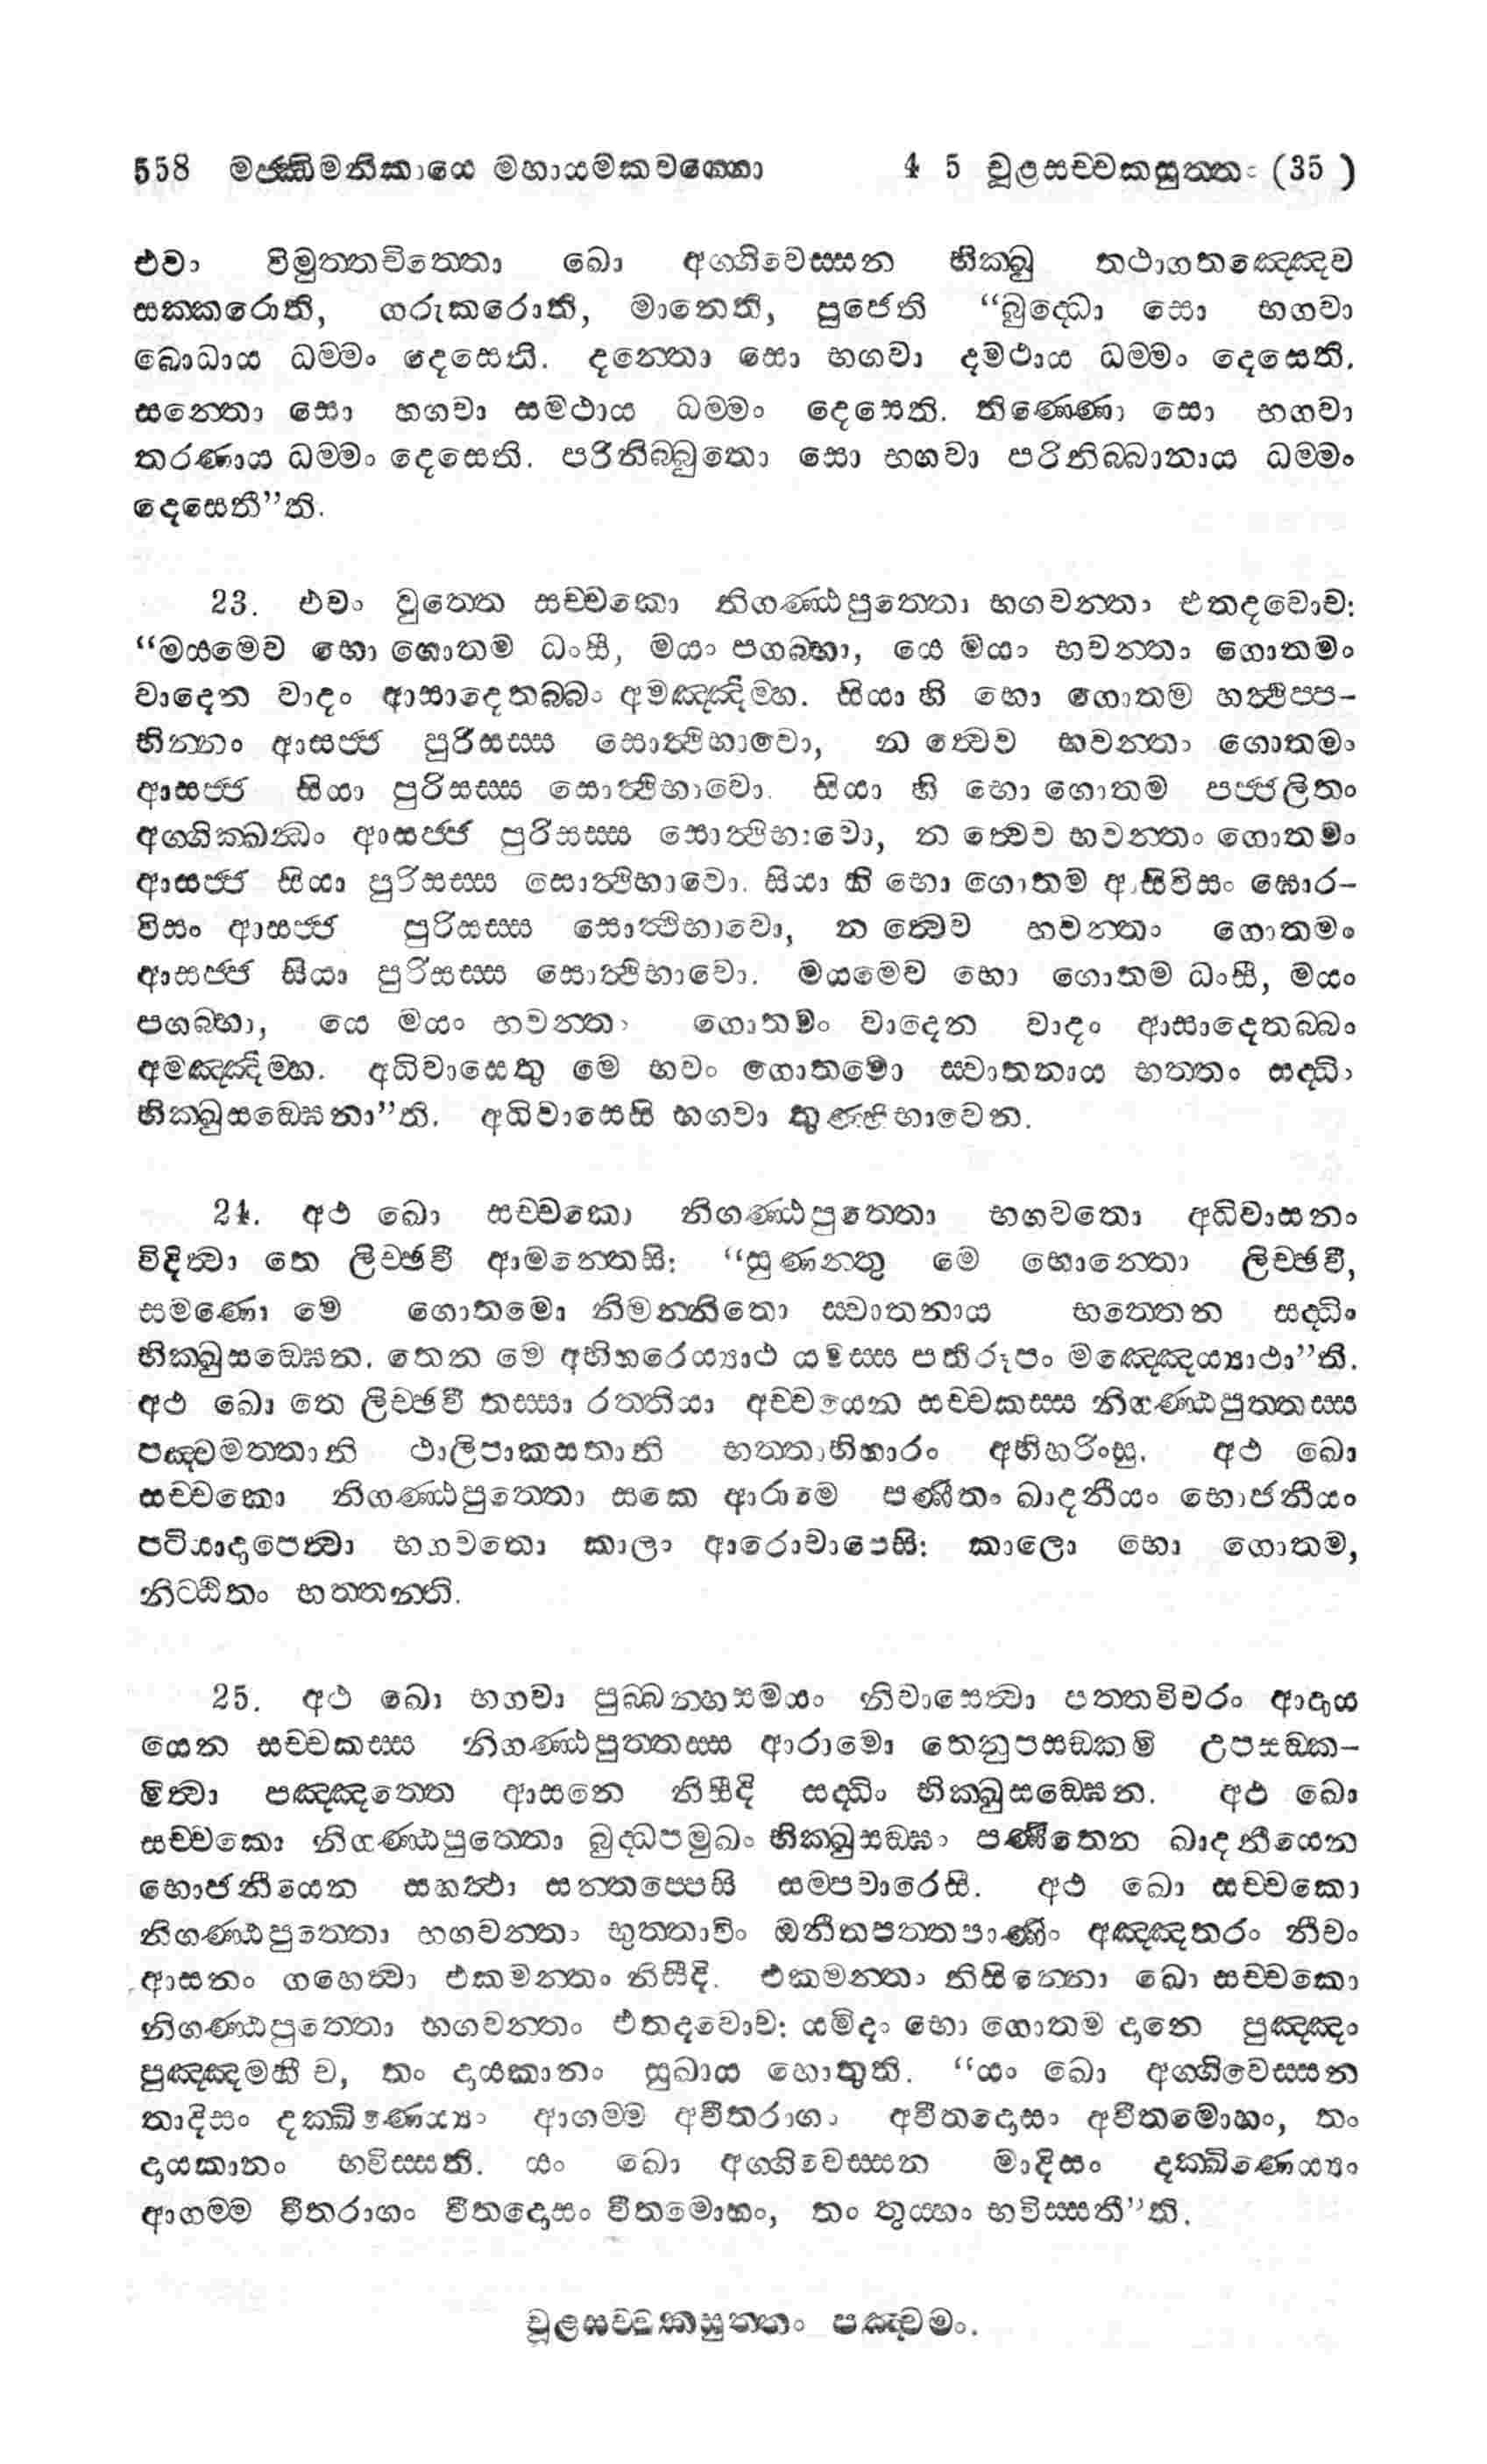 558 මජ්ඣිමනිකායෙ මහායමකවග්ගො 4 5 චූළසච්චකසුත්තං (35)
එවං විමුත්තචිත්තො ඛො අග්ගිවෙස්සන භික්ඛු තථාගතඤ්ඤෙව
සක්කරොති, ගරුකරොති, මානෙති, පුජෙති “බුද්ධො සො භගවා
බොධාය ධම්මං දෙසෙති. දන්තො සො භගවා දමථාය ධම්මං දෙසෙති.
සන්තො සො භගවා සමථාය ධම්මං දෙසෙති. තිණ්ණො සො භගවා
තරණාය ධම්මං දෙසෙති. පරිනිබ්බුතො සො භගවා පරිනිබ්බානාය ධම්මං
දෙසෙතී”ති.
23. එවං වුත්තෙ සච්චකො නිගණ්ඨපුත්තො භගවන්තං එතදවොච:
“මයමෙව භො ගොතම ධංසී, මයං පගබ්භා, යෙ මයං භවන්තං ගොතමං
වාදෙන වාදං ආසාදෙතබ්බං අමඤ්ඤිම්හ. සියා හි භො ගොතම හත්ථිප්ප-
භින්නං ආසජ්ජ පුරිසස්ස සොත්ථිභාවො, න ත්වෙව භවන්තං ගොතමං
ආසජ්ජ සියා පුරිසස්ස සොත්ථිභාවො. සියා හි භො ගොතම පජ්ජලිතං
අග්ගික්ඛන්ධං ආසජ්ජ පුරිසස්ස සොත්ථිභාවො, න ත්වෙව භවන්තං ගොතමං
ආසජ්ජ සියා පුරිසස්ස සොත්ථිභාවො. සියා හි භො ගොතම ආසිවිසං ඝොර-
විසං ආසජ්ජ පුරිසස්ස සොත්ථිභාවො, න ත්වෙව භවන්තං ගොතමං
ආසජ්ජ සියා පුරිසස්ස සොත්ථිභාවො. මයමෙව භො ගොතම ධංසී, මයං
පගබ්භා, යෙ මයං භවන්තං ගොතමං වාදෙන වාදං ආසාදෙතබ්බං
අමඤ්ඤිම්හ. අධිවාසෙතු මෙ භවං ගොතමො ස්වාතනාය භත්තං සද්ධිං
භික්ඛුසඞ්ඝෙනා”ති. අධිවාසෙසි භගවා තුණ්හීභාවෙන.
24. අථ ඛො සච්චකො නිගණ්ඨපුත්තො භගවතො අධිවාසනං
විදිත්වා තෙ ලිච්ඡවී ආමන්තෙසි: “සුණන්තු මෙ භොන්තො ලිච්ඡවී,
සමණො මෙ ගොතමො නිමන්තිතො ස්වාතනාය භත්තෙන සද්ධිං
භික්ඛුසඞ්ඝෙන. තෙන මෙ අභිහරෙය්‍යාථ යමස්ස පතිරූපං මඤ්ඤෙය්‍යාථා”ති.
අථ ඛො තෙ ලිච්ඡවී තස්සා රත්තියා අච්චයෙන සච්චකස්ස නිගණ්ඨපුත්තස්ස
පඤ්චමත්තානි ථාලිපාකසතානි භත්තාභිහාරං අභිහරිංසු. අථ ඛො
සච්චකො නිගණ්ඨපුත්තො සකෙ ආරාමෙ පණීතං ඛාදනීයං භොජනීයං
පටියාදාපෙත්වා භගවතො කාලං ආරොචාපෙසි: කාලො භො ගොතම,
නිට්ඨිතං භත්තන්ති.
25. අථ ඛො භගවා පුබ්බන්හසමයං නිවාසෙත්වා පත්තචීවරං ආදාය
යෙන සච්චකස්ස නිගණ්ඨපුත්තස්ස ආරාමො තෙනුපසඞ්කමි උපසඞ්ක-
මිත්වා පඤ්ඤත්තෙ ආසනෙ නිසීදි සද්ධිං භික්ඛුසඞ්ඝෙන. අථ ඛො
සච්චකො නිගණ්ඨපුත්තො බුද්ධපමුඛං භික්ඛුසඞ්ඝං පණීතෙන ඛාදනීයෙන
භොජනීයෙන සහත්ථා සන්තප්පෙසි සම්පවාරෙසි. අථ ඛො සච්චකො
නිගණ්ඨපුත්තො භගවන්තං භුත්තාවිං ඔනීතපත්තපාණිං අඤ්ඤතරං නීචං
ආසනං ගහෙත්වා එකමන්තං නිසීදි. එකමන්තං නිසින්නො ඛො සච්චකො
නිගණ්ඨපුත්තො භගවන්තං එතදවොච: යමිදං භො ගොතම දානෙ පුඤ්ඤං
පුඤ්ඤමහී ච, තං දායකානං සුඛාය හොතුති. “යං ඛො අග්ගිවෙස්සන
තාදිසං දක්ඛිණෙය්‍යං ආගම්ම අවීතරාගං අවීතදොසං අවීතමොහං, තං
දායකානං භවිස්සති. යං ඛො අග්ගිවෙස්සන මාදිසං දක්ඛිණෙය්‍යං
ආගම්ම වීතරාගං වීතදොසං වීතමොහං, තං තුය්හං භවිස්සතී”ති.
චූළසච්චකසුත්තං පඤ්චමං.